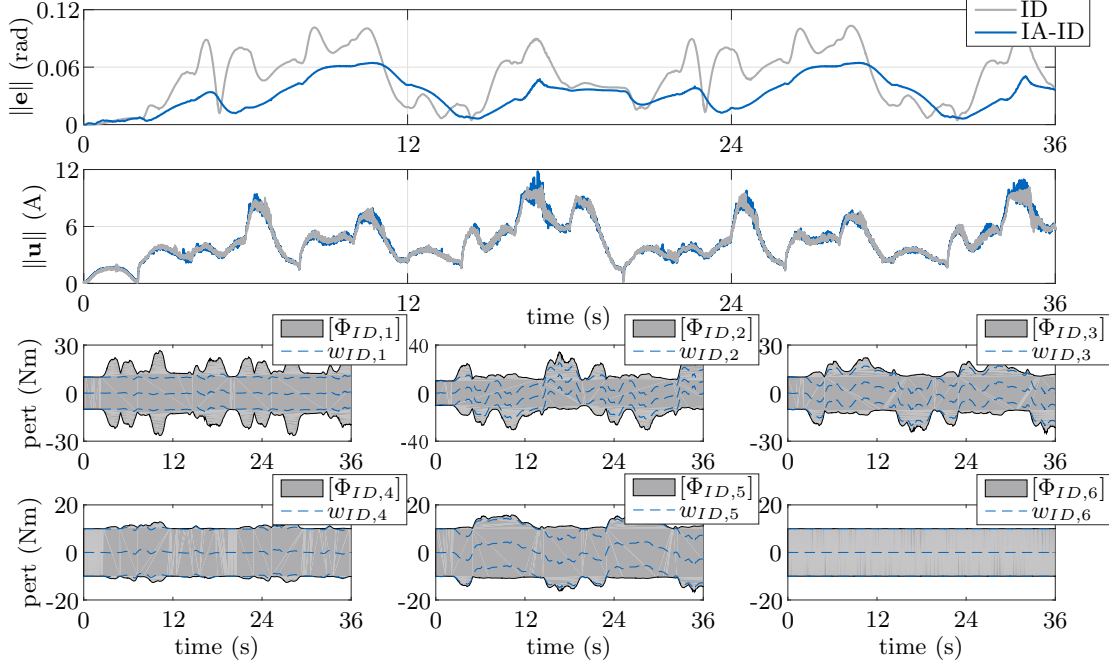 0.12
0.06
0
||e|| (rad)
ID
IA-ID
0
12
24
36
12
6
0
||u|| (A)
0
12
24
36
time (s)
30
0
-30
pert (Nm)
[Φ_{ID,1}]
w_{ID,1}
0
12
24
36
40
0
-40
[Φ_{ID,2}]
w_{ID,2}
0
12
24
36
30
0
-30
[Φ_{ID,3}]
w_{ID,3}
0
12
24
36
20
0
-20
pert (Nm)
[Φ_{ID,4}]
w_{ID,4}
0
12
24
36
time (s)
20
0
-20
[Φ_{ID,5}]
w_{ID,5}
0
12
24
36
time (s)
20
0
-20
[Φ_{ID,6}]
w_{ID,6}
0
12
24
36
time (s)